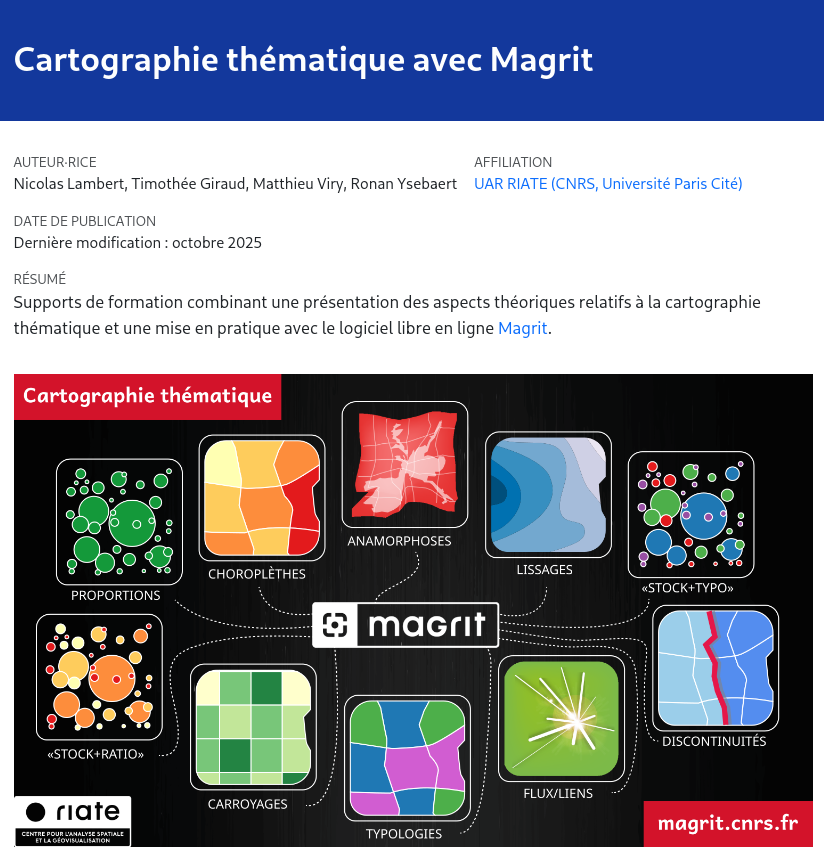 Cartographie thématique avec Magrit
AUTEUR·RICE
Nicolas Lambert, Timothée Giraud, Matthieu Viry, Ronan Ysebaert
AFFILIATION
UAR RIATE (CNRS, Université Paris Cité)
DATE DE PUBLICATION
Dernière modification : octobre 2025
RÉSUMÉ
Supports de formation combinant une présentation des aspects théoriques relatifs à la cartographie
thématique et une mise en pratique avec le logiciel libre en ligne Magrit.
Cartographie thématique
PROPORTIONS
CHOROPLÈTHES
ANAMORPHOSES
LISSAGES
«STOCK+TYPO»
magrit
«STOCK+RATIO»
CARROYAGES
TYPOLOGIES
FLUX/LIENS
DISCONTINUITÉS
riate
CENTRE POUR L'ANALYSE SPATIALE
ET LA GÉOVISUALISATION
magrit.cnrs.fr